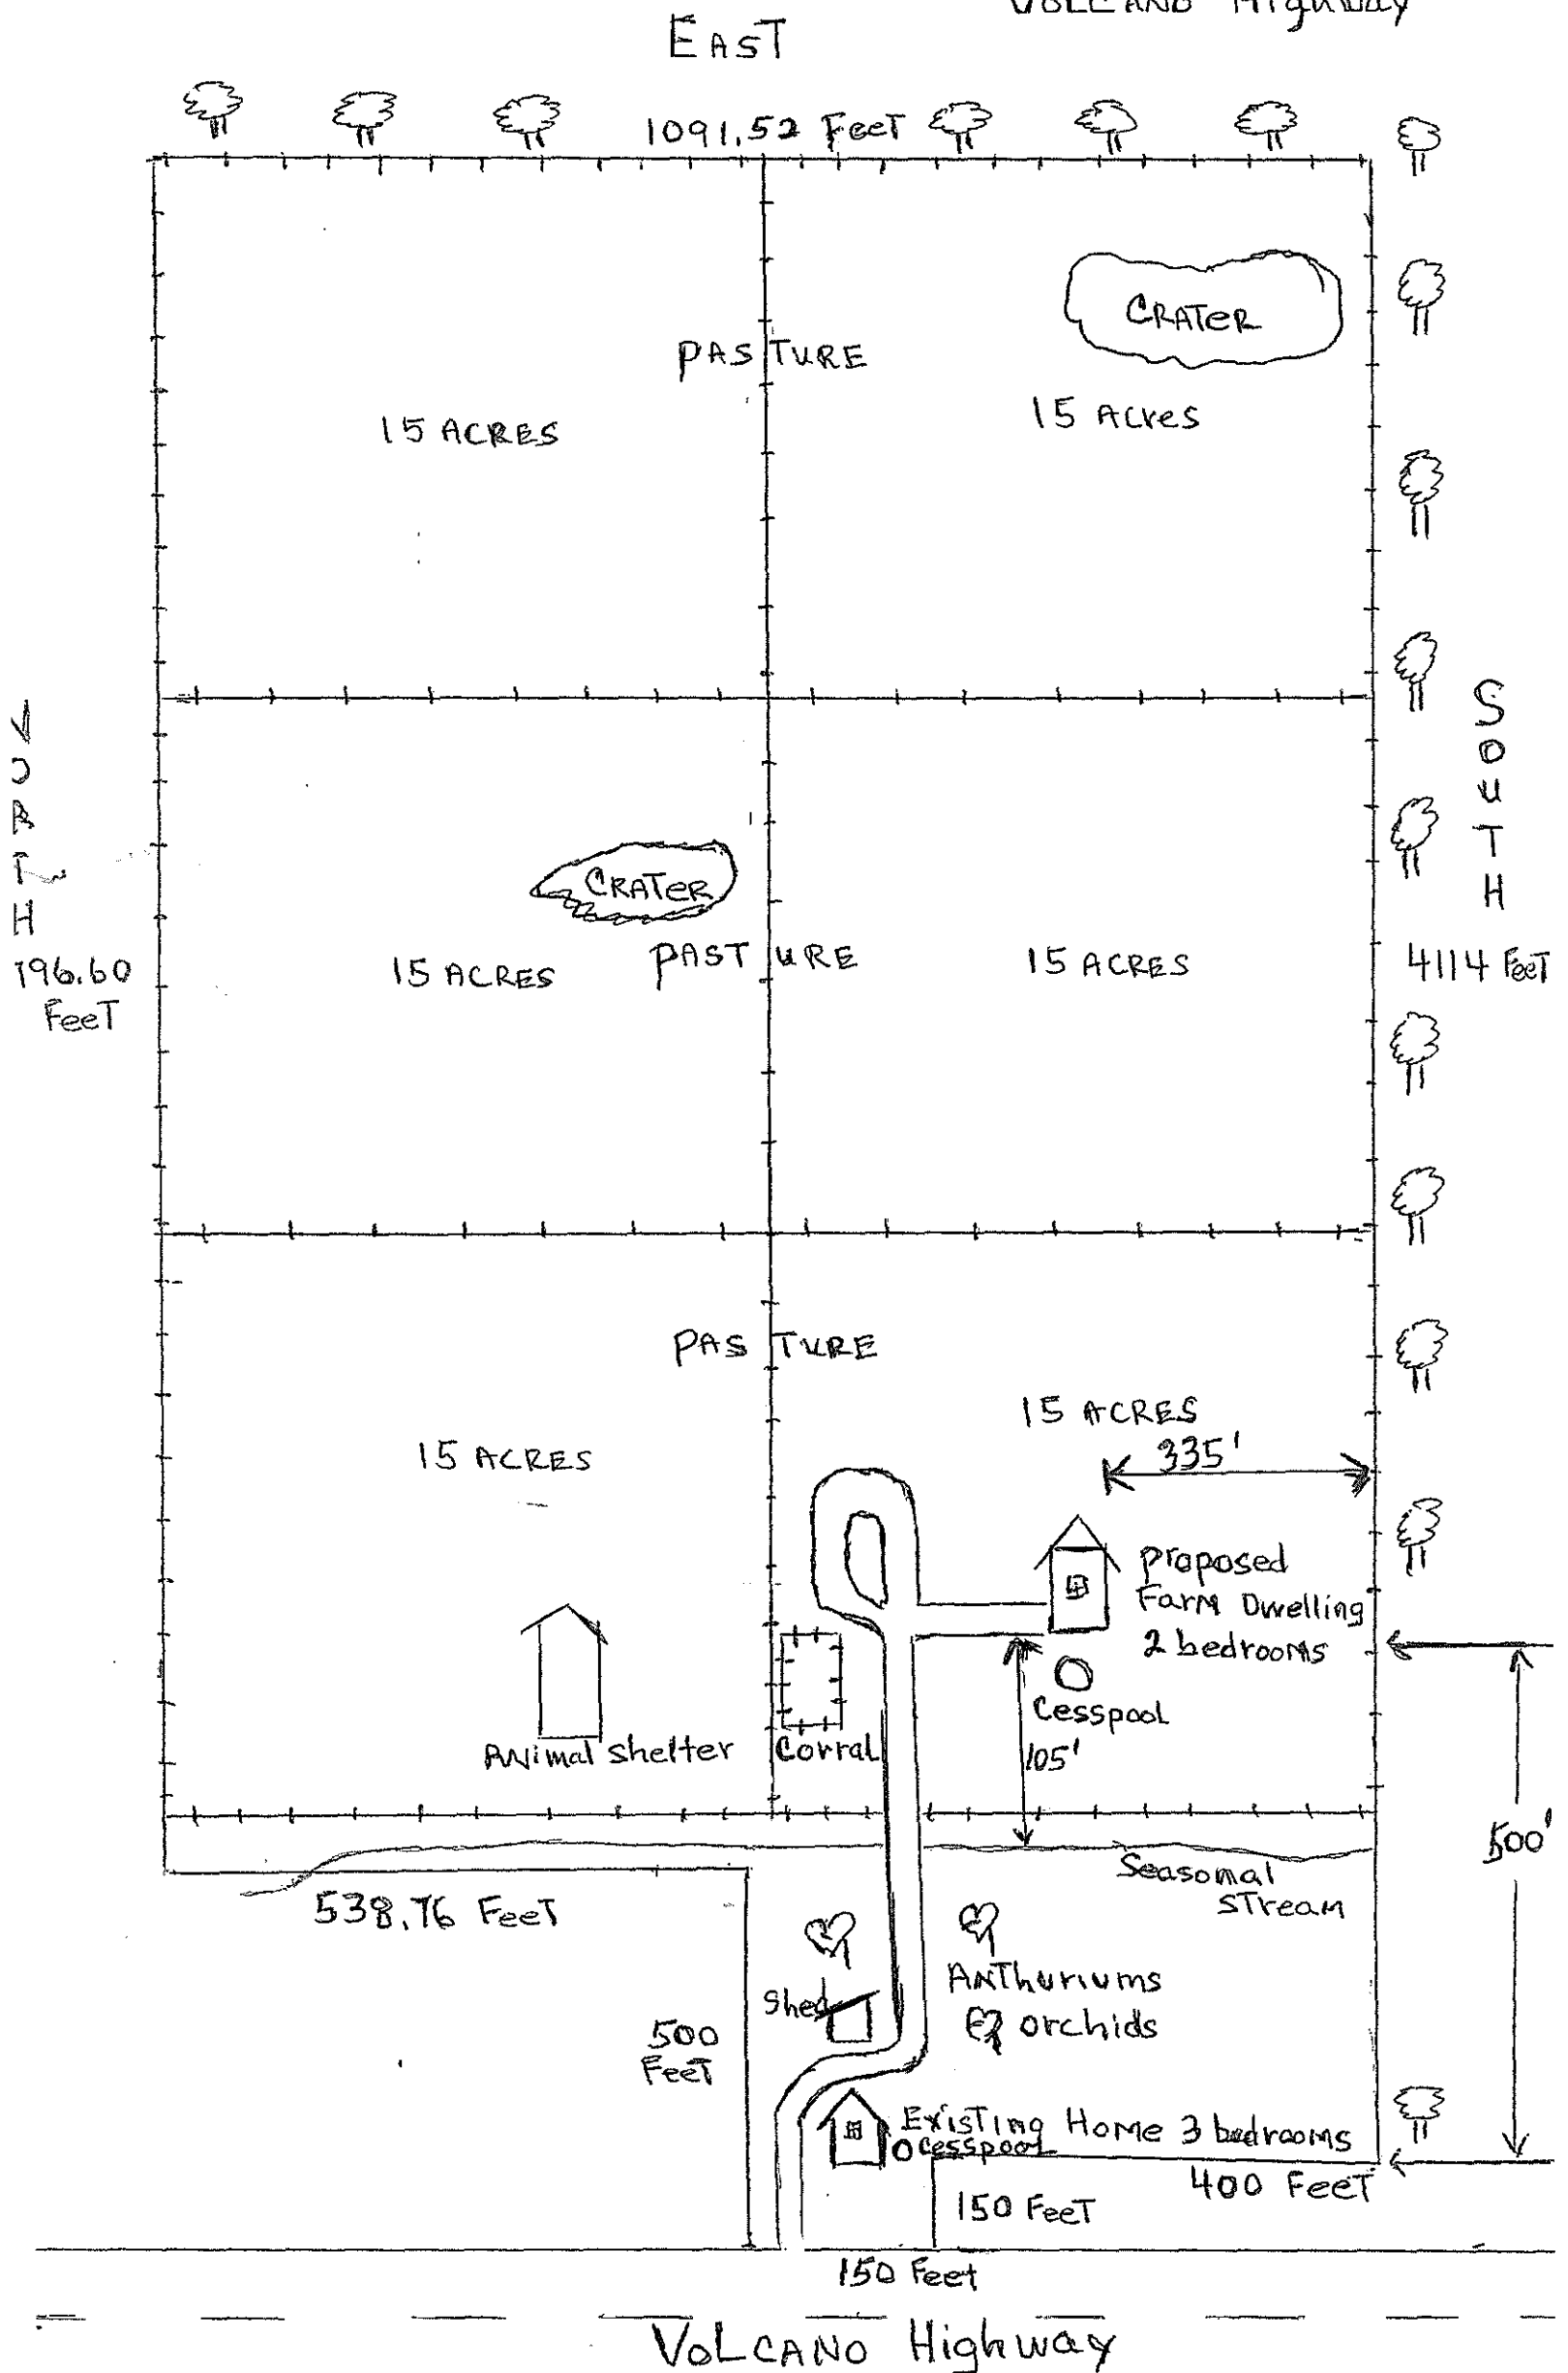 VOLCANO Highway
EAST
1091.52 Feet
CRATER
PASTURE
15 ACRES
15 Acres
NORTH
SOUTH
CRATER
15 ACRES
PASTURE
15 ACRES
4114 Feet
196.60
Feet
PASTURE
15 ACRES
15 ACRES
335'
proposed
Farm Dwelling
2 bedrooms
Cesspool
Animal Shelter
Corral
105'
500'
Seasomal
Stream
538.76 Feet
Anthuriums
Shed
orchids
500
Feet
Existing Home 3 bedrooms
Cesspool
400 Feet
150 Feet
150 Feet
VOLCANO Highway